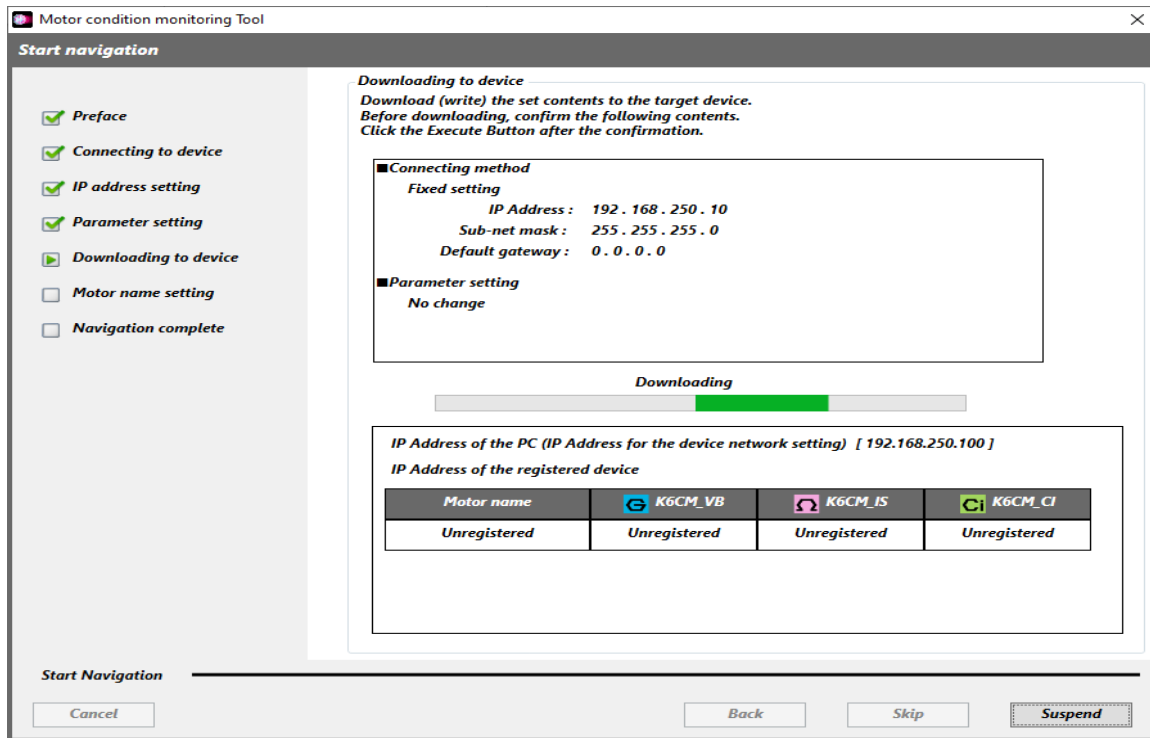 Motor condition monitoring Tool
Start navigation
Preface
Connecting to device
IP address setting
Parameter setting
Downloading to device
Motor name setting
Navigation complete
Downloading to device
Download (write) the set contents to the target device.
Before downloading, confirm the following contents.
Click the Execute Button after the confirmation.
■Connecting method
Fixed setting
IP Address : 192 . 168 . 250 . 10
Sub-net mask : 255 . 255 . 255 . 0
Default gateway : 0 . 0 . 0 . 0
■Parameter setting
No change
Downloading
IP Address of the PC (IP Address for the device network setting) [ 192.168.250.100 ]
IP Address of the registered device
Motor name K6CM_VB Ω K6CM_IS Ci K6CM_CI
Unregistered Unregistered Unregistered Unregistered
Start Navigation
Cancel Back Skip Suspend